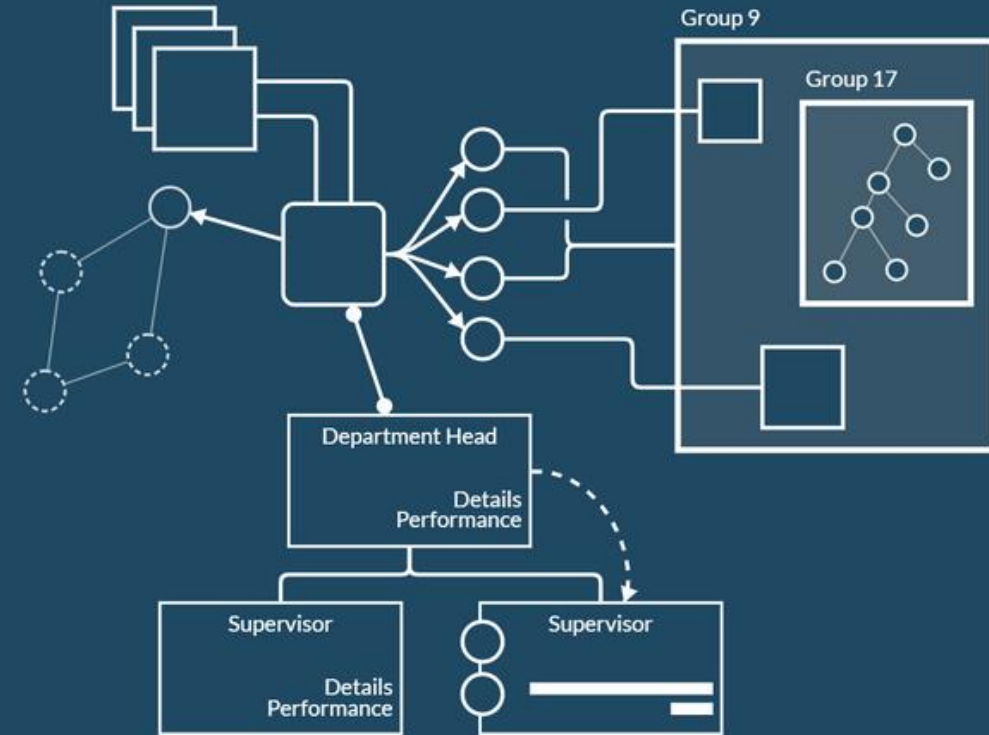 Group 9
Group 17
Department Head
Details
Performance
Supervisor
Details
Performance
Supervisor